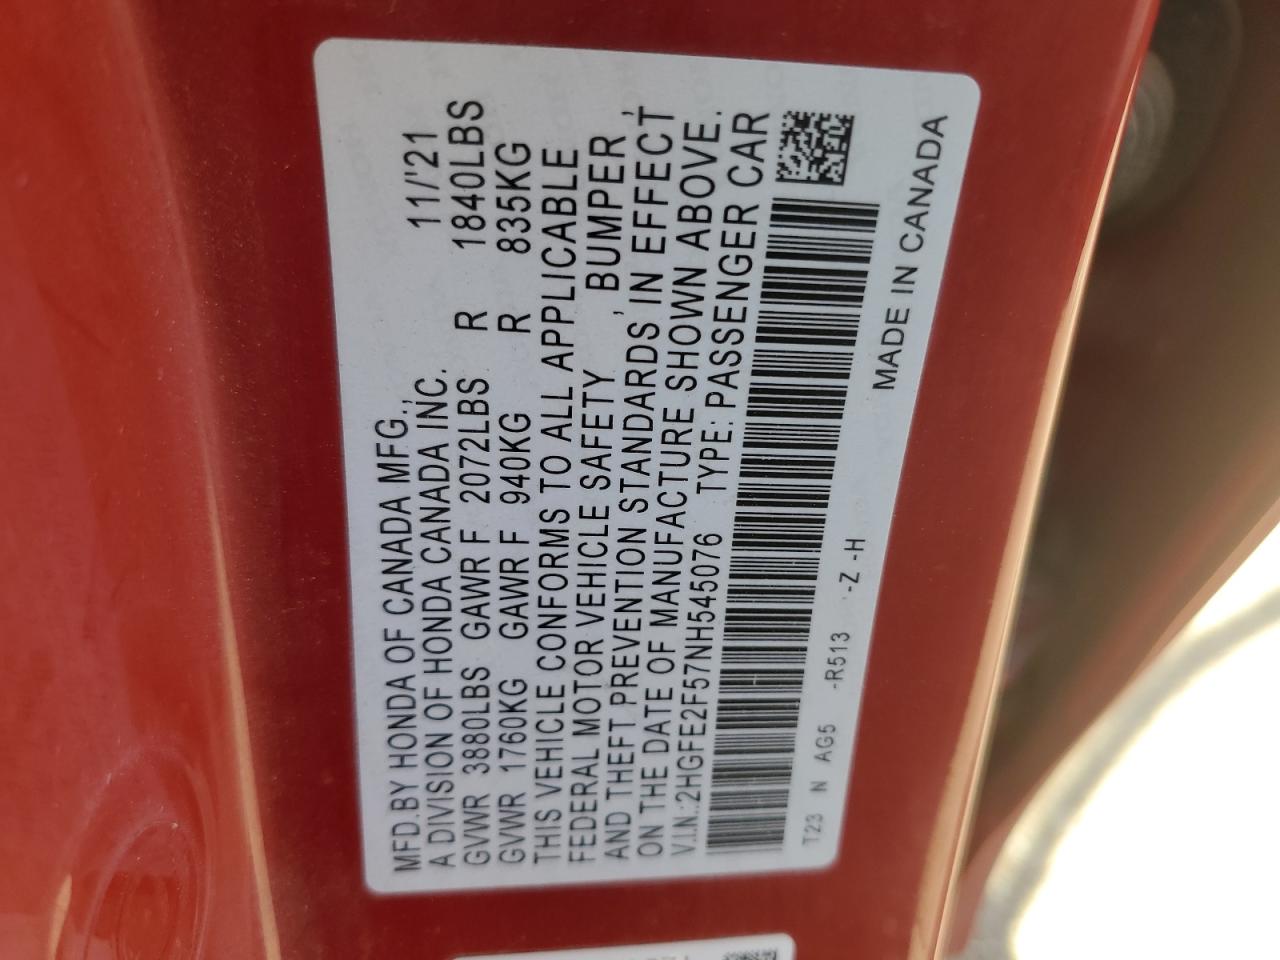 MFD.BY HONDA OF CANADA MFG.,
A DIVISION OF HONDA CANADA INC. 11/'21
GVWR 3880LBS GAWR F 2072LBS R 1840LBS
GVWR 1760KG GAWR F 940KG R 835KG
THIS VEHICLE CONFORMS TO ALL APPLICABLE
FEDERAL MOTOR VEHICLE SAFETY , BUMPER ,
AND THEFT PREVENTION STANDARDS IN EFFECT
ON THE DATE OF MANUFACTURE SHOWN ABOVE.
V.I.N.:2HGFE2F57NH545076 TYPE: PASSENGER CAR
T23 N AG5 -R513 -Z -H
MADE IN CANADA